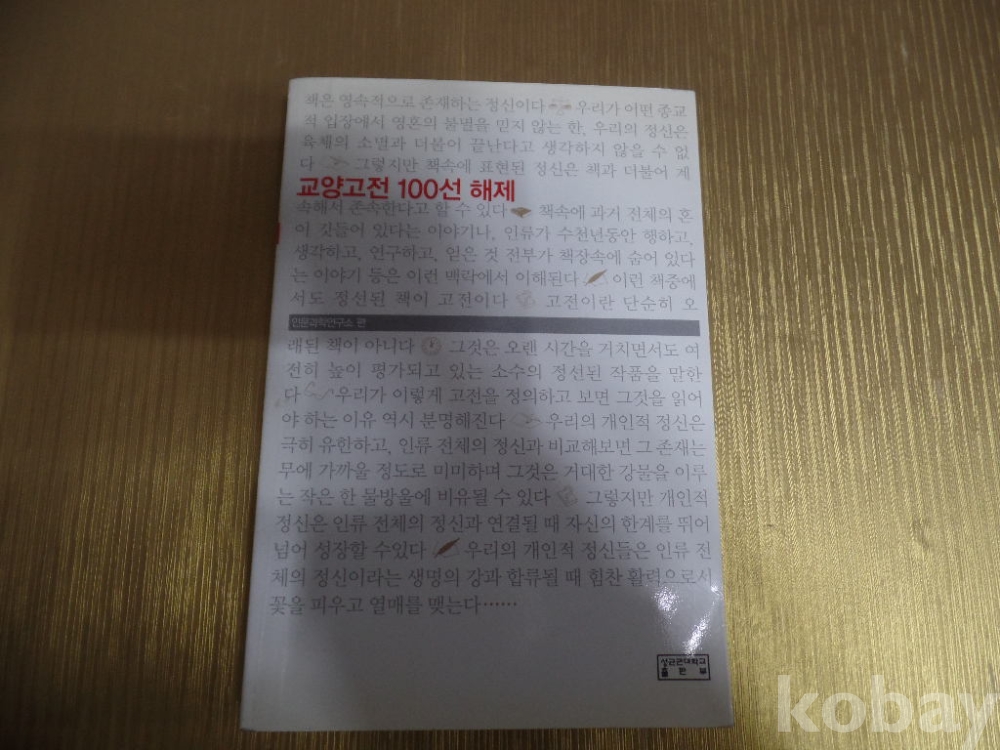 책은 영속적으로 존재하는 정신이다 우리가 어떤 종교
적 입장에서 영혼의 불멸을 믿지 않는 한, 우리의 정신은
육체의 소멸과 더불어 끝난다고 생각하지 않을 수 없
다 그렇지만 책속에 표현된 정신은 책과 더불어 계
교양고전 100선 해제
속해서 존속한다고 할 수 있다 책속에 과거 전체의 혼
이 깃들어 있다는 이야기나, 인류가 수천년동안 행하고,
생각하고, 연구하고, 얻은 것 전부가 책장속에 숨어 있다
는 이야기 등은 이런 맥락에서 이해된다 이런 책중에
서도 정선된 책이 고전이다 고전이란 단순히 오
인문과학연구소 편
래된 책이 아니다 그것은 오랜 시간을 거치면서도 여
전히 높이 평가되고 있는 소수의 정선된 작품을 말한
다 우리가 이렇게 고전을 정의하고 보면 그것을 읽어
야 하는 이유 역시 분명해진다 우리의 개인적 정신은
극히 유한하고, 인류 전체의 정신과 비교해보면 그 존재는
무에 가까울 정도로 미미하며 그것은 거대한 강물을 이루
는 작은 한 물방울에 비유될 수 있다 그렇지만 개인적
정신은 인류 전체의 정신과 연결될 때 자신의 한계를 뛰어
넘어 성장할 수있다 우리의 개인적 정신들은 인류 전
체의 정신이라는 생명의 강과 합류될 때 힘찬 활력으로서
꽃을 피우고 열매를 맺는다……
성균관대학교
출판부
kobay